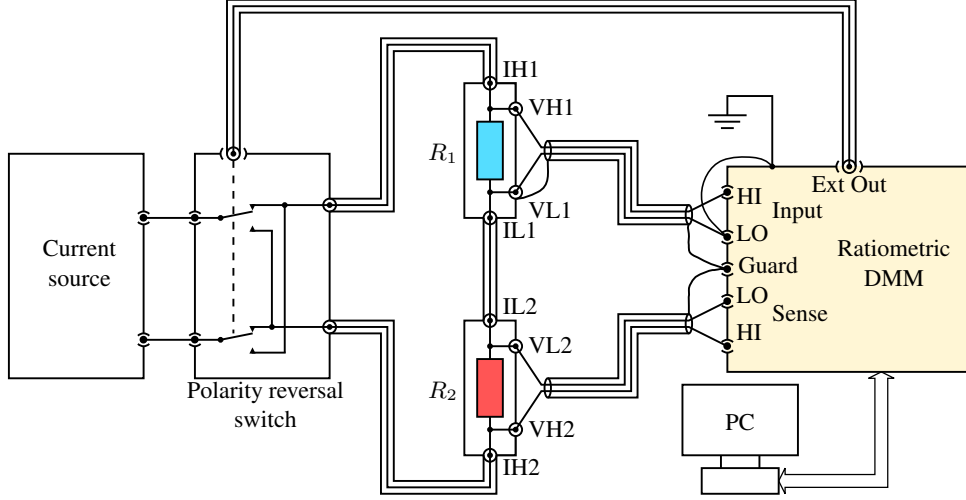 Current
source
Polarity reversal
switch
IH1
VH1
R1
VL1
IL1
IL2
VL2
R2
VH2
IH2
Ext Out
HI
Input
LO
Guard
LO
Sense
HI
Ratiometric
DMM
PC